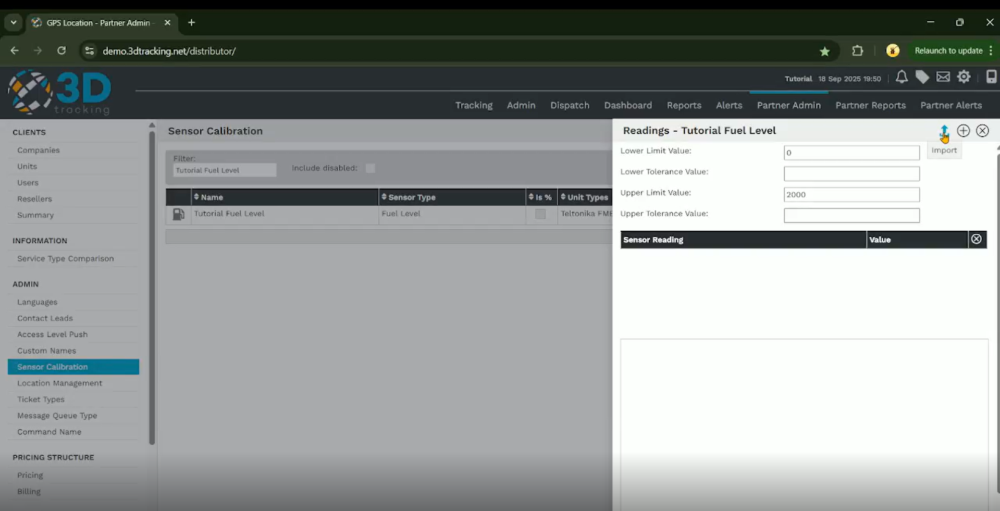 GPS Location - Partner Admin -
demo.3dtracking.net/distributor/
Relaunch to update
3D
tracking
Tutorial 18 Sep 2025 19:50
Tracking Admin Dispatch Dashboard Reports Alerts Partner Admin Partner Reports Partner Alerts
CLIENTS
Companies
Units
Users
Resellers
Summary
INFORMATION
Service Type Comparison
ADMIN
Languages
Contact Leads
Access Level Push
Custom Names
Sensor Calibration
Location Management
Ticket Types
Message Queue Type
Command Name
PRICING STRUCTURE
Pricing
Billing
Sensor Calibration
Filter:
Tutorial Fuel Level
Include disabled:
Name Sensor Type Is % Unit Types
Tutorial Fuel Level Fuel Level Teltonika FME
Readings - Tutorial Fuel Level
Import
Lower Limit Value: 0
Lower Tolerance Value:
Upper Limit Value: 2000
Upper Tolerance Value:
Sensor Reading Value